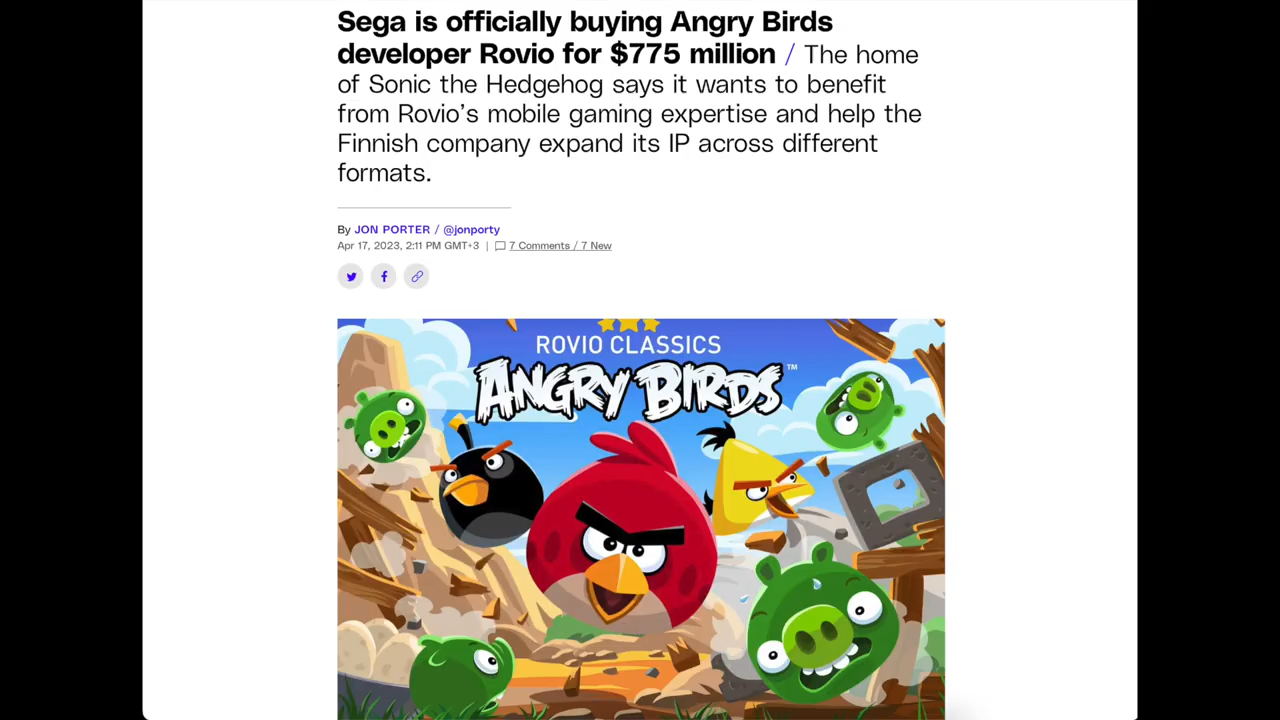 Sega is officially buying Angry Birds
developer Rovio for $775 million / The home
of Sonic the Hedgehog says it wants to benefit
from Rovio’s mobile gaming expertise and help the
Finnish company expand its IP across different
formats.
By JON PORTER / @jonporty
Apr 17, 2023, 2:11 PM GMT+3 | 7 Comments / 7 New
ROVIO CLASSICS
ANGRY BIRDS™